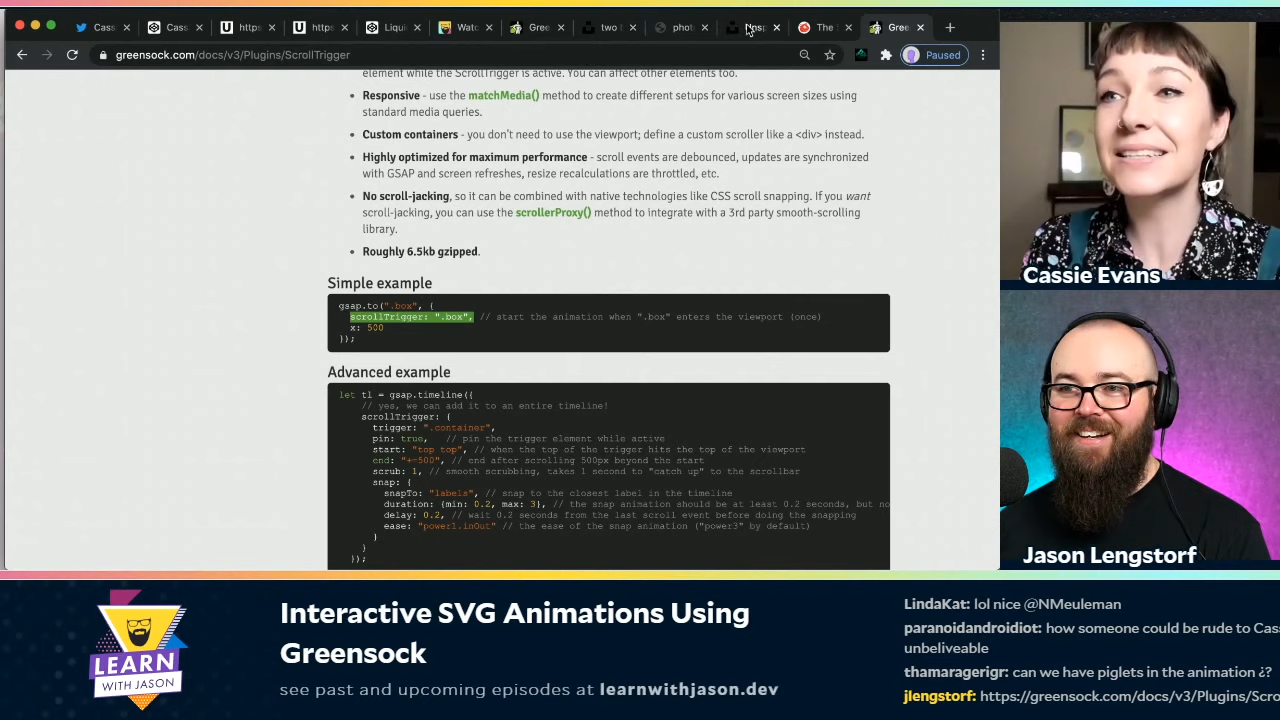 Cass
Cass
https
https
Liqui
Watc
Gree
two t
phot
The
Gree
greensock.com/docs/v3/Plugins/ScrollTrigger
Paused
element while the ScrollTrigger is active. You can affect other elements too.
• Responsive - use the matchMedia() method to create different setups for various screen sizes using
standard media queries.
• Custom containers - you don't need to use the viewport; define a custom scroller like a <div> instead.
• Highly optimized for maximum performance - scroll events are debounced, updates are synchronized
with GSAP and screen refreshes, resize recalculations are throttled, etc.
• No scroll-jacking, so it can be combined with native technologies like CSS scroll snapping. If you want
scroll-jacking, you can use the scrollerProxy() method to integrate with a 3rd party smooth-scrolling
library.
• Roughly 6.5kb gzipped.
Simple example
gsap.to(".box", {
scrollTrigger: ".box", // start the animation when ".box" enters the viewport (once)
x: 500
});
Advanced example
let tl = gsap.timeline({
// yes, we can add it to an entire timeline!
scrollTrigger: {
trigger: ".container",
pin: true, // pin the trigger element while active
start: "top top", // when the top of the trigger hits the top of the viewport
end: "+=500", // end after scrolling 500px beyond the start
scrub: 1, // smooth scrubbing, takes 1 second to "catch up" to the scrollbar
snap: {
snapTo: "labels", // snap to the closest label in the timeline
duration: {min: 0.2, max: 3}, // the snap animation should be at least 0.2 seconds, but no
delay: 0.2, // wait 0.2 seconds from the last scroll event before doing the snapping
ease: "power1.inOut" // the ease of the snap animation ("power3" by default)
}
}
});
Cassie Evans
Jason Lengstorf
LEARN
WITH JASON
Interactive SVG Animations Using
Greensock
see past and upcoming episodes at learnwithjason.dev
LindaKat: lol nice @NMeuleman
paranoidandroidiot: how someone could be rude to Cas
unbeliveable
thamaragerigr: can we have piglets in the animation ¿?
jlengstorf: https://greensock.com/docs/v3/Plugins/Scro